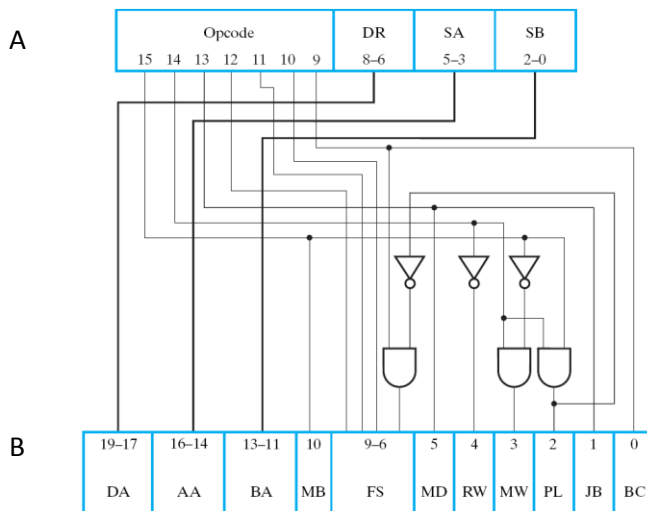 A
Opcode DR SA SB
15 14 13 12 11 10 9 8–6 5–3 2–0
B
19–17 16–14 13–11 10 9–6 5 4 3 2 1 0
DA AA BA MB FS MD RW MW PL JB BC